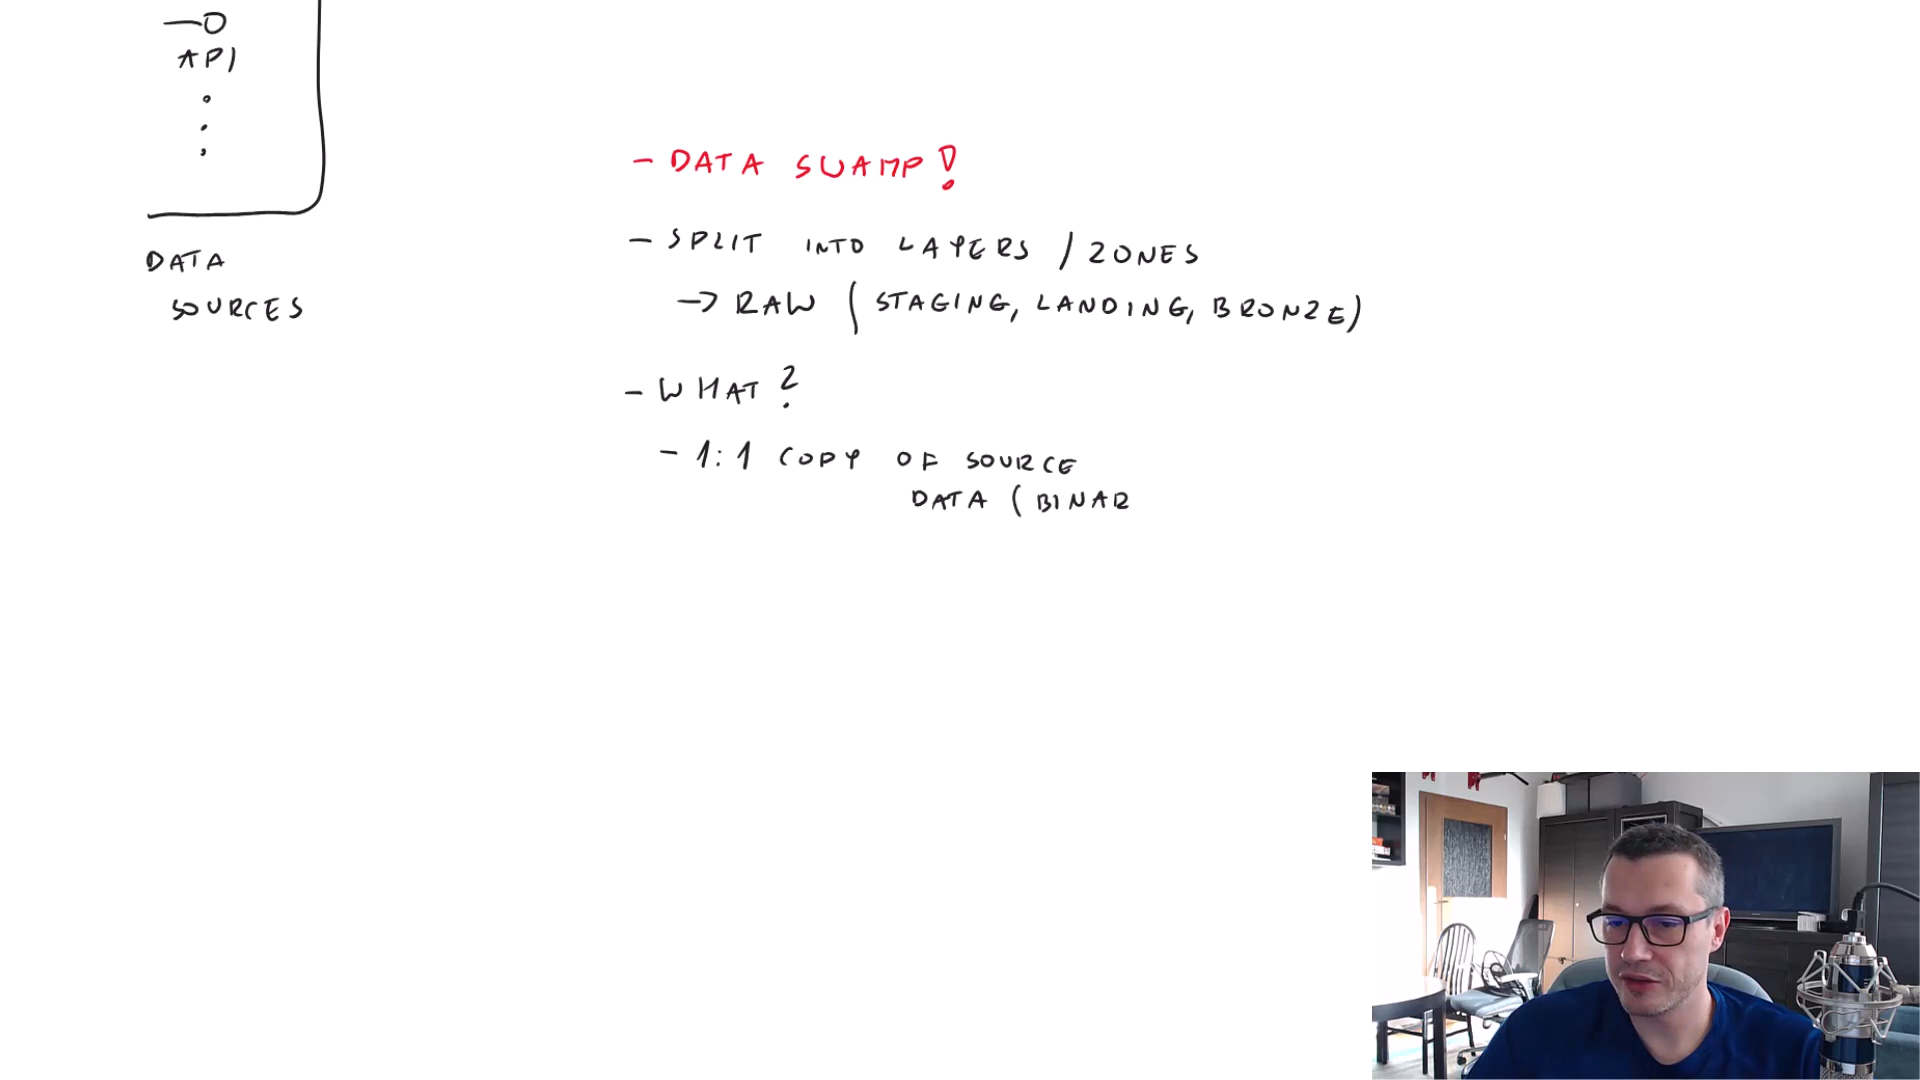 API
DATA
SOURCES
- DATA SWAMP!
- SPLIT INTO LAYERS / ZONES
→ RAW (STAGING, LANDING, BRONZE)
- WHAT?
- 1:1 COPY OF SOURCE
DATA (BINAR